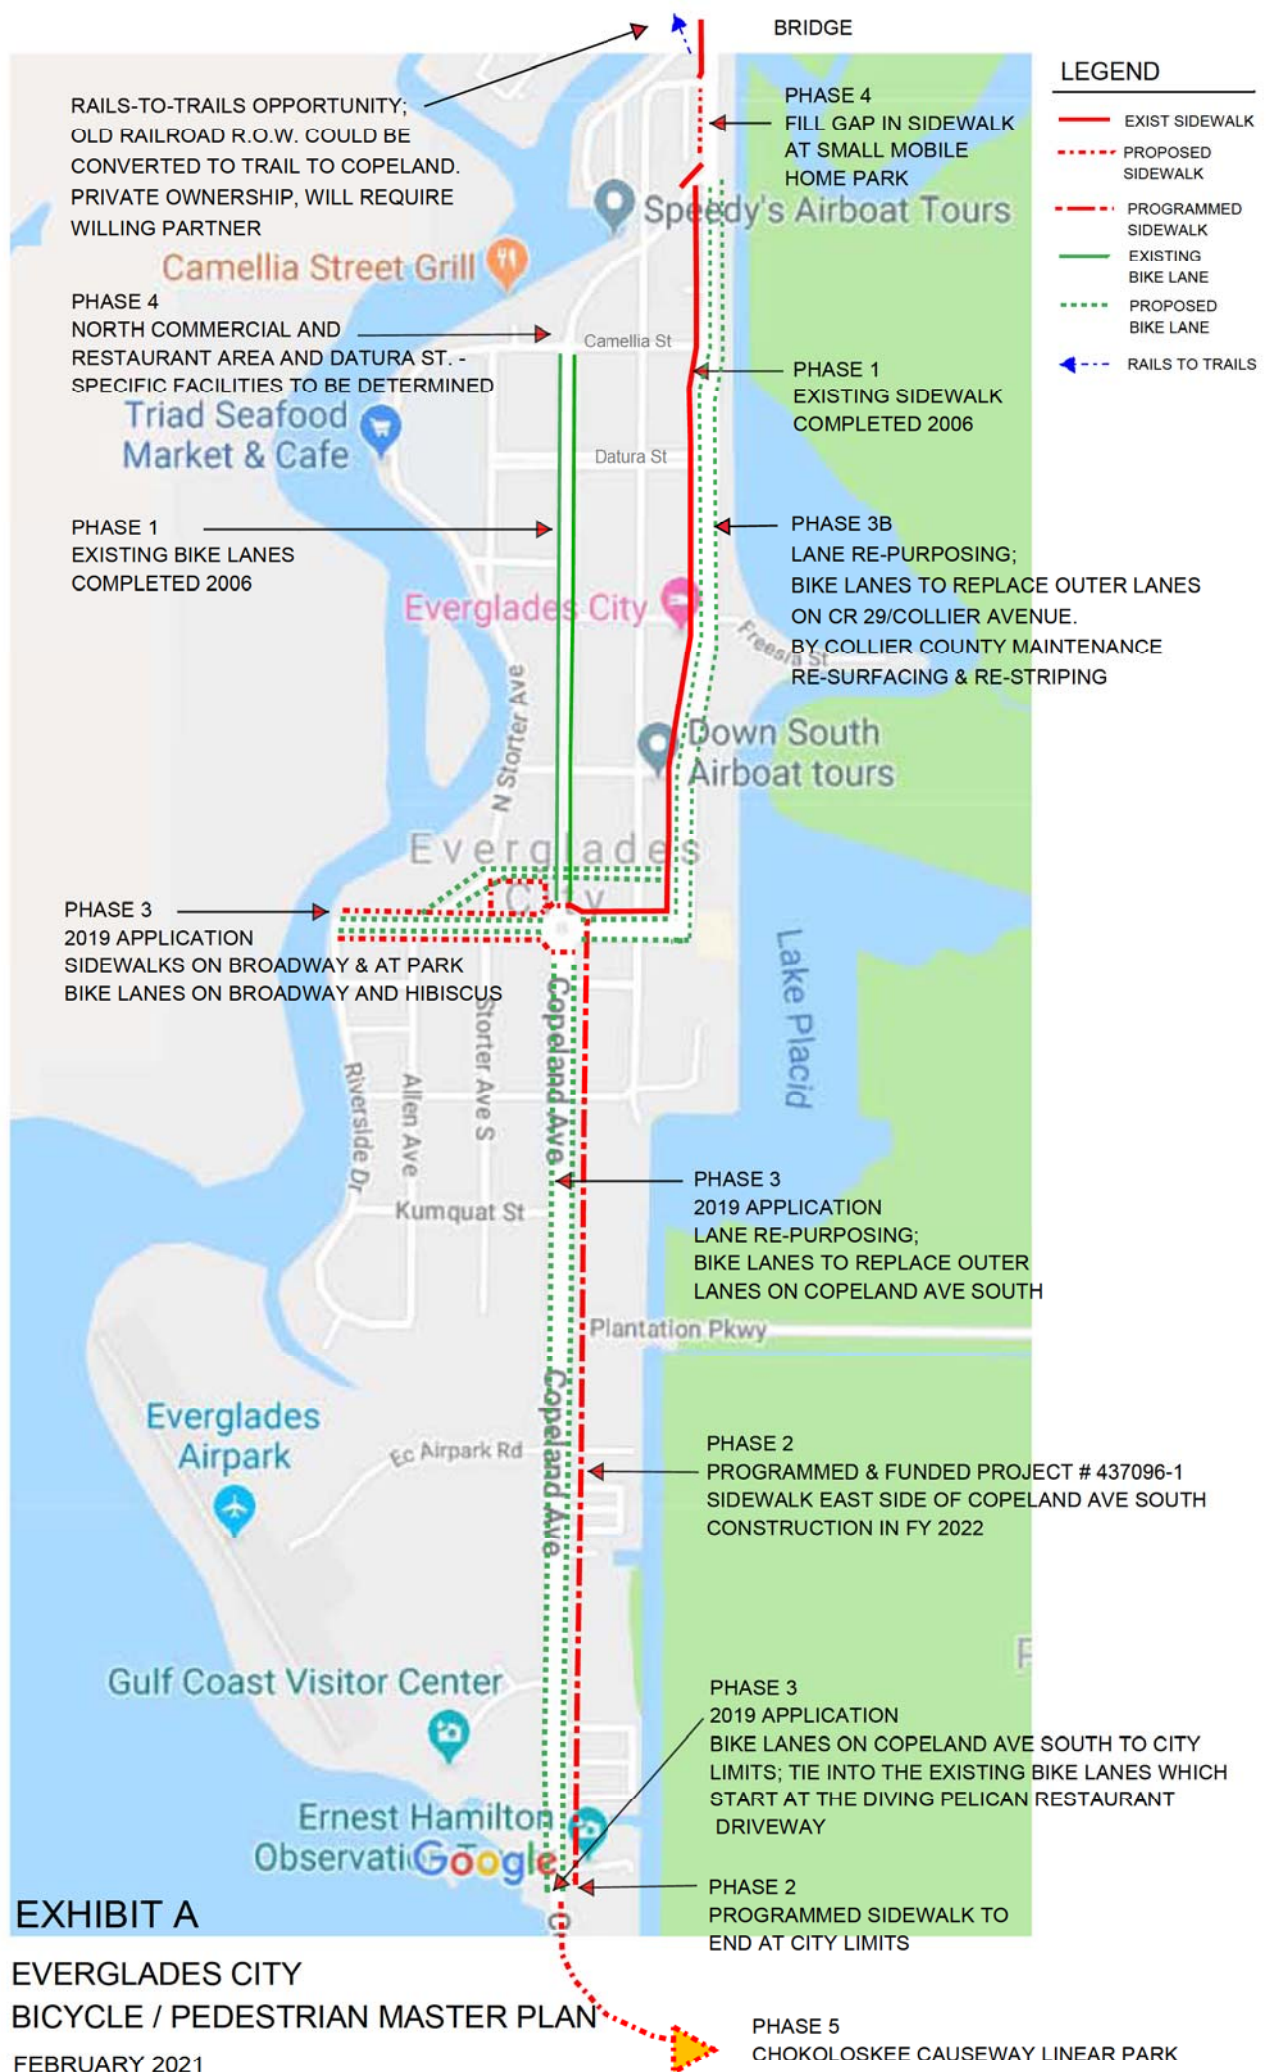 BRIDGE
LEGEND
EXIST SIDEWALK
PROPOSED
SIDEWALK
PROGRAMMED
SIDEWALK
EXISTING
BIKE LANE
PROPOSED
BIKE LANE
RAILS TO TRAILS
RAILS-TO-TRAILS OPPORTUNITY;
OLD RAILROAD R.O.W. COULD BE
CONVERTED TO TRAIL TO COPELAND.
PRIVATE OWNERSHIP, WILL REQUIRE
WILLING PARTNER
PHASE 4
FILL GAP IN SIDEWALK
AT SMALL MOBILE
HOME PARK
Speedy's Airboat Tours
Camellia Street Grill
PHASE 4
NORTH COMMERCIAL AND
RESTAURANT AREA AND DATURA ST. -
SPECIFIC FACILITIES TO BE DETERMINED
Camellia St
PHASE 1
EXISTING SIDEWALK
COMPLETED 2006
Triad Seafood
Market & Cafe
Datura St
PHASE 1
EXISTING BIKE LANES
COMPLETED 2006
PHASE 3B
LANE RE-PURPOSING;
BIKE LANES TO REPLACE OUTER LANES
ON CR 29/COLLIER AVENUE.
BY COLLIER COUNTY MAINTENANCE
RE-SURFACING & RE-STRIPING
Everglades City
Freesia St
N Storter Ave
Down South
Airboat tours
Everglades
City
PHASE 3
2019 APPLICATION
SIDEWALKS ON BROADWAY & AT PARK
BIKE LANES ON BROADWAY AND HIBISCUS
Lake Placid
Copeland Ave
Storter Ave S
Allen Ave
Riverside Dr
Kumquat St
PHASE 3
2019 APPLICATION
LANE RE-PURPOSING;
BIKE LANES TO REPLACE OUTER
LANES ON COPELAND AVE SOUTH
Plantation Pkwy
Copeland Ave
Everglades
Airpark
Ec Airpark Rd
PHASE 2
PROGRAMMED & FUNDED PROJECT # 437096-1
SIDEWALK EAST SIDE OF COPELAND AVE SOUTH
CONSTRUCTION IN FY 2022
Gulf Coast Visitor Center
PHASE 3
2019 APPLICATION
BIKE LANES ON COPELAND AVE SOUTH TO CITY
LIMITS; TIE INTO THE EXISTING BIKE LANES WHICH
START AT THE DIVING PELICAN RESTAURANT
DRIVEWAY
Ernest Hamilton
Google
PHASE 2
PROGRAMMED SIDEWALK TO
END AT CITY LIMITS
EXHIBIT A
EVERGLADES CITY
BICYCLE / PEDESTRIAN MASTER PLAN
FEBRUARY 2021
PHASE 5
CHOKOLOSKEE CAUSEWAY LINEAR PARK